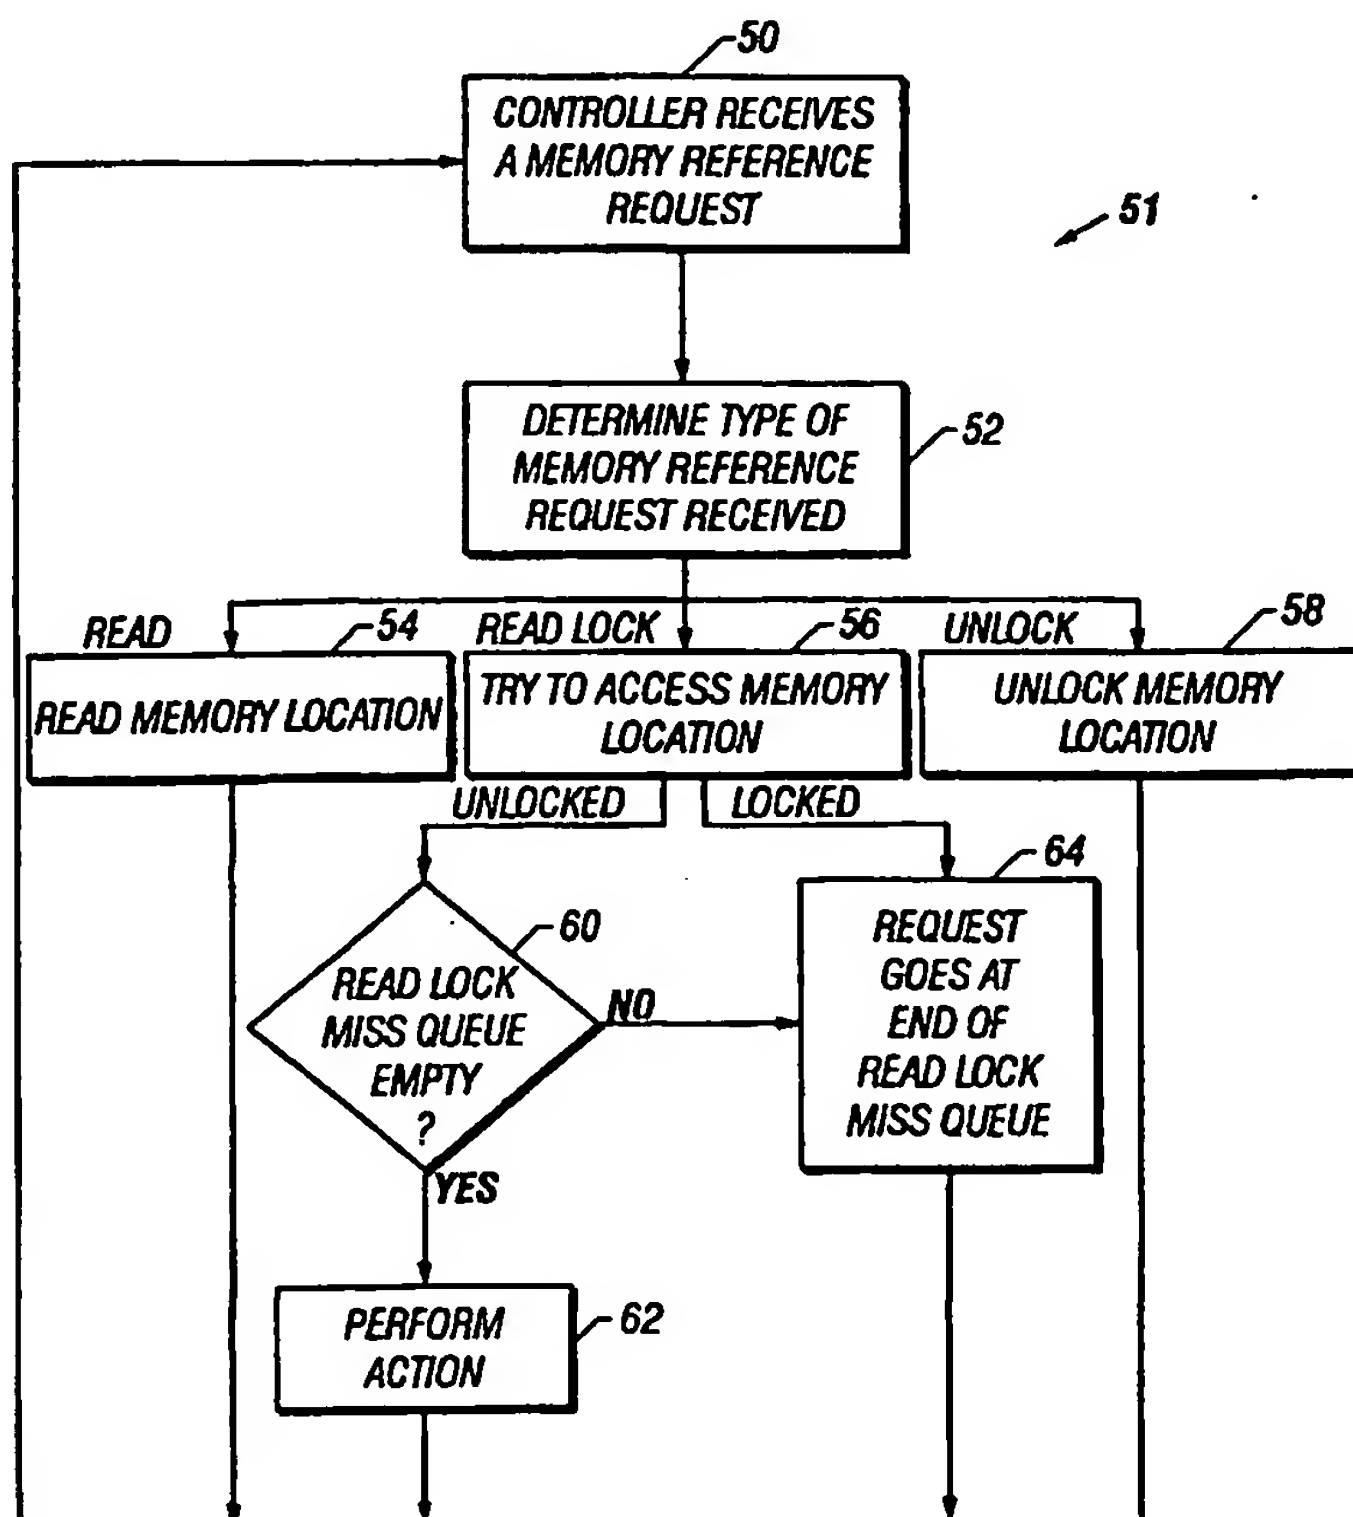 50
CONTROLLER RECEIVES
A MEMORY REFERENCE
REQUEST
51
DETERMINE TYPE OF
MEMORY REFERENCE
REQUEST RECEIVED
52
READ
54
READ LOCK
56
UNLOCK
58
READ MEMORY LOCATION
TRY TO ACCESS MEMORY
LOCATION
UNLOCK MEMORY
LOCATION
UNLOCKED
LOCKED
60
READ LOCK
MISS QUEUE
EMPTY
?
NO
YES
64
REQUEST
GOES AT
END OF
READ LOCK
MISS QUEUE
PERFORM
ACTION
62